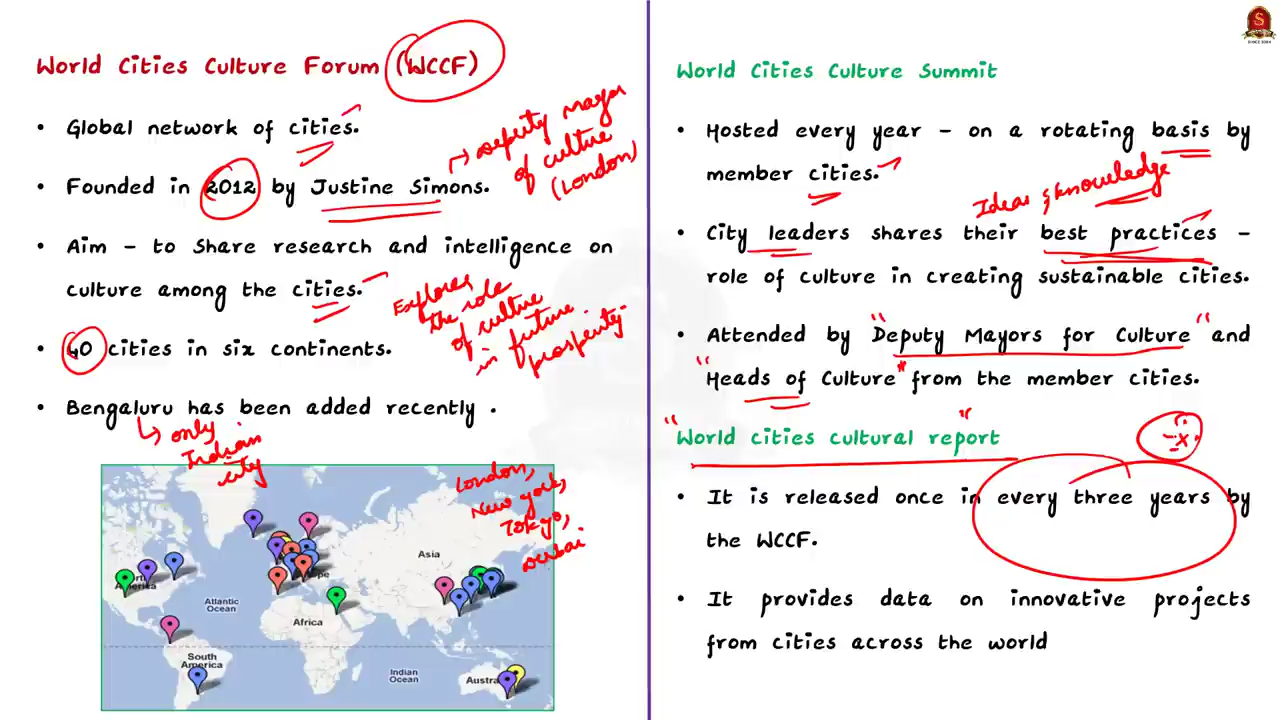 World Cities Culture Forum (WCCF)
• Global network of cities.
• Founded in 2012 by Justine Simons.
→ Deputy mayor
of culture
(London)
• Aim - to share research and intelligence on
culture among the cities.
Explores
the role
of culture
in future
prosperity
• 40 cities in six continents.
• Bengaluru has been added recently .
↳ only
Indian
city
London,
New york,
Tokyo,
Dubai
North
America
Europe
Asia
Atlantic
Ocean
Africa
South
America
Indian
Ocean
Austra
SINCE 2004
World Cities Culture Summit
• Hosted every year - on a rotating basis by
member cities.
Ideas & knowledge
• City leaders shares their best practices -
role of culture in creating sustainable cities.
• Attended by "Deputy Mayors for Culture" and
"Heads of Culture" from the member cities.
"World cities cultural report"
• It is released once in every three years by
the WCCF.
• It provides data on innovative projects
from cities across the world